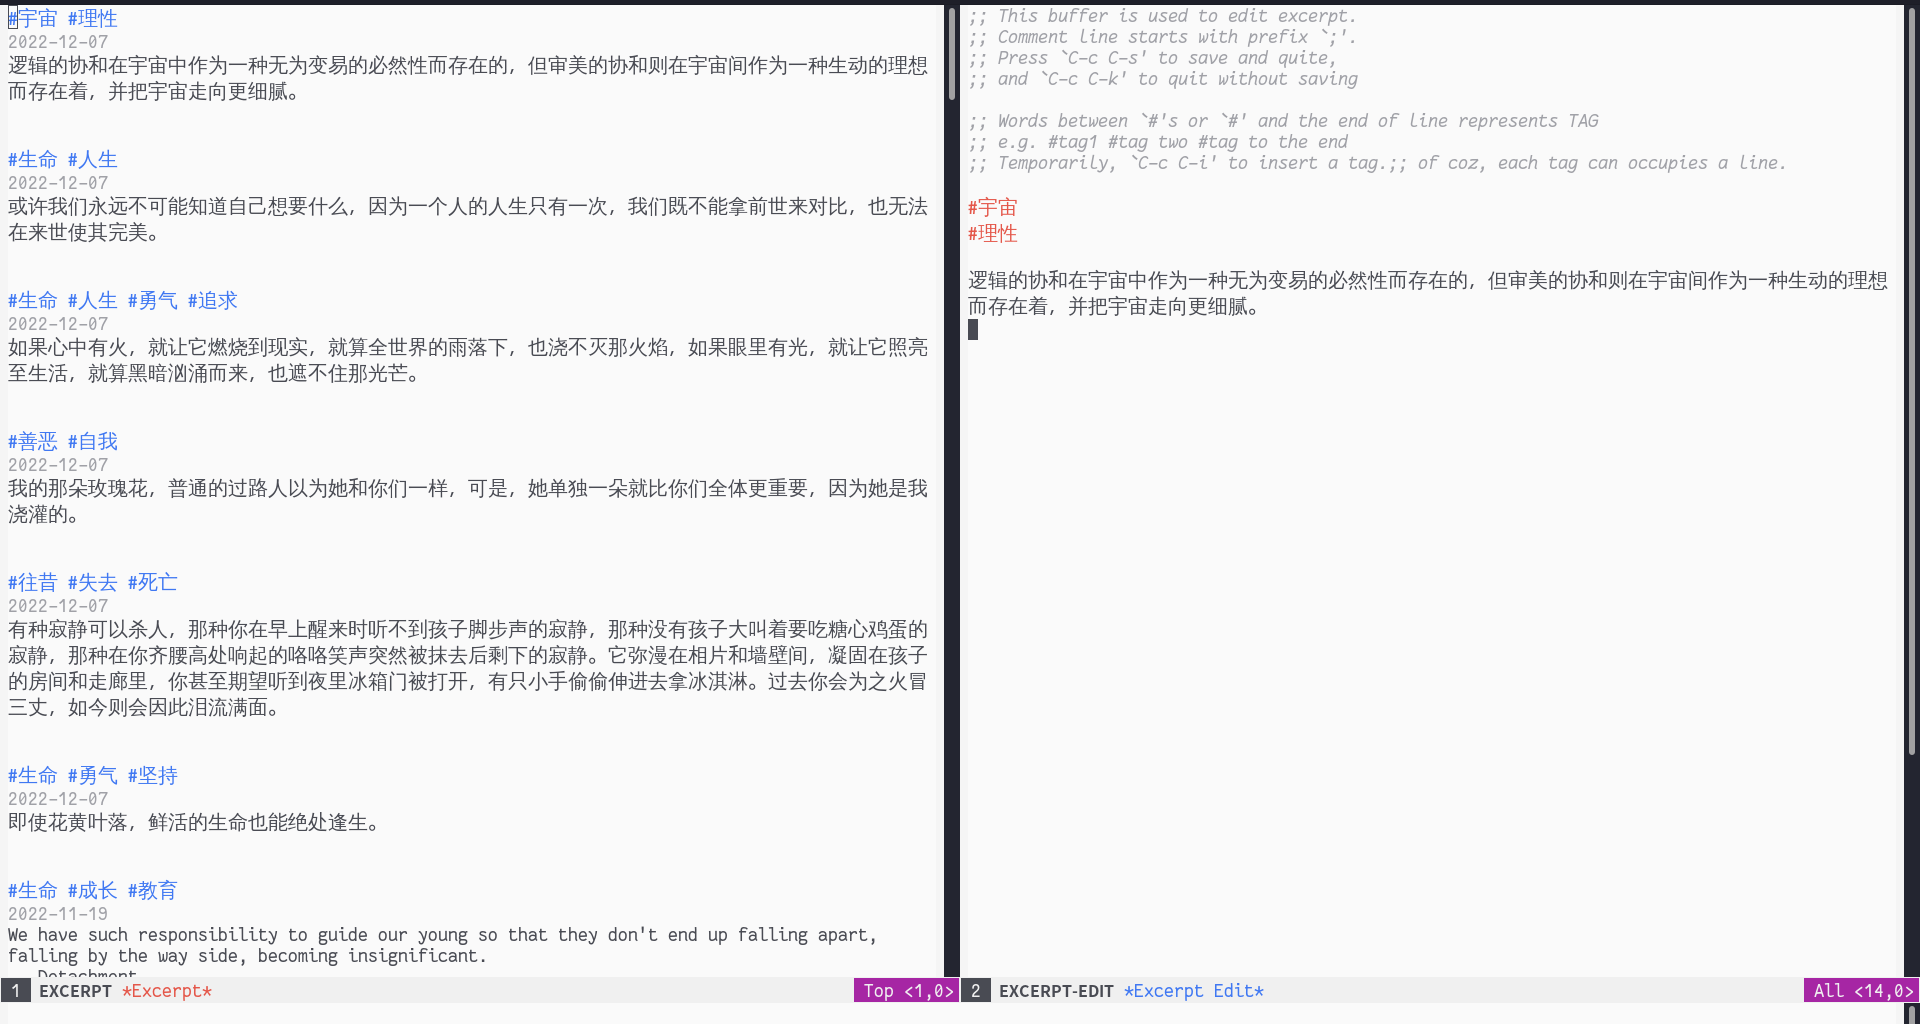 #宇宙 #理性
2022-12-07
逻辑的协和在宇宙中作为一种无为变易的必然性而存在的，但审美的协和则在宇宙间作为一种生动的理想
而存在着，并把宇宙走向更细腻。
#生命 #人生
2022-12-07
或许我们永远不可能知道自己想要什么，因为一个人的人生只有一次，我们既不能拿前世来对比，也无法
在来世使其完美。
#生命 #人生 #勇气 #追求
2022-12-07
如果心中有火，就让它燃烧到现实，就算全世界的雨落下，也浇不灭那火焰，如果眼里有光，就让它照亮
至生活，就算黑暗汹涌而来，也遮不住那光芒。
#善恶 #自我
2022-12-07
我的那朵玫瑰花，普通的过路人以为她和你们一样，可是，她单独一朵就比你们全体更重要，因为她是我
浇灌的。
#往昔 #失去 #死亡
2022-12-07
有种寂静可以杀人，那种你在早上醒来时听不到孩子脚步声的寂静，那种没有孩子大叫着要吃糖心鸡蛋的
寂静，那种在你齐腰高处响起的咯咯笑声突然被抹去后剩下的寂静。它弥漫在相片和墙壁间，凝固在孩子
的房间和走廊里，你甚至期望听到夜里冰箱门被打开，有只小手偷偷伸进去拿冰淇淋。过去你会为之火冒
三丈，如今则会因此泪流满面。
#生命 #勇气 #坚持
2022-12-07
即使花黄叶落，鲜活的生命也能绝处逢生。
#生命 #成长 #教育
2022-11-19
We have such responsibility to guide our young so that they don't end up falling apart,
falling by the way side, becoming insignificant.
Detachment
1 EXCERPT *Excerpt* Top <1,0>
;; This buffer is used to edit excerpt.
;; Comment line starts with prefix `;'.
;; Press `C-c C-s' to save and quite,
;; and `C-c C-k' to quit without saving
;; Words between `#'s or `#' and the end of line represents TAG
;; e.g. #tag1 #tag two #tag to the end
;; Temporarily, `C-c C-i' to insert a tag.;; of coz, each tag can occupies a line.
#宇宙
#理性
逻辑的协和在宇宙中作为一种无为变易的必然性而存在的，但审美的协和则在宇宙间作为一种生动的理想
而存在着，并把宇宙走向更细腻。
2 EXCERPT-EDIT *Excerpt Edit* All <14,0>